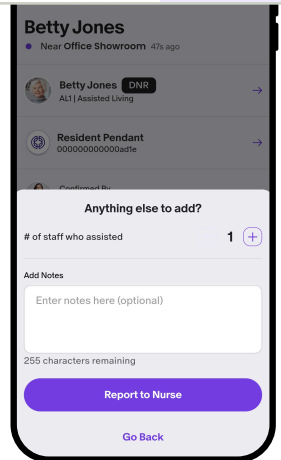 Betty Jones
Near Office Showroom 47s ago
Betty Jones DNR
AL1 | Assisted Living
Resident Pendant
000000000000ad1e
Confirmed By
Anything else to add?
# of staff who assisted 1
Add Notes
Enter notes here (optional)
255 characters remaining
Report to Nurse
Go Back